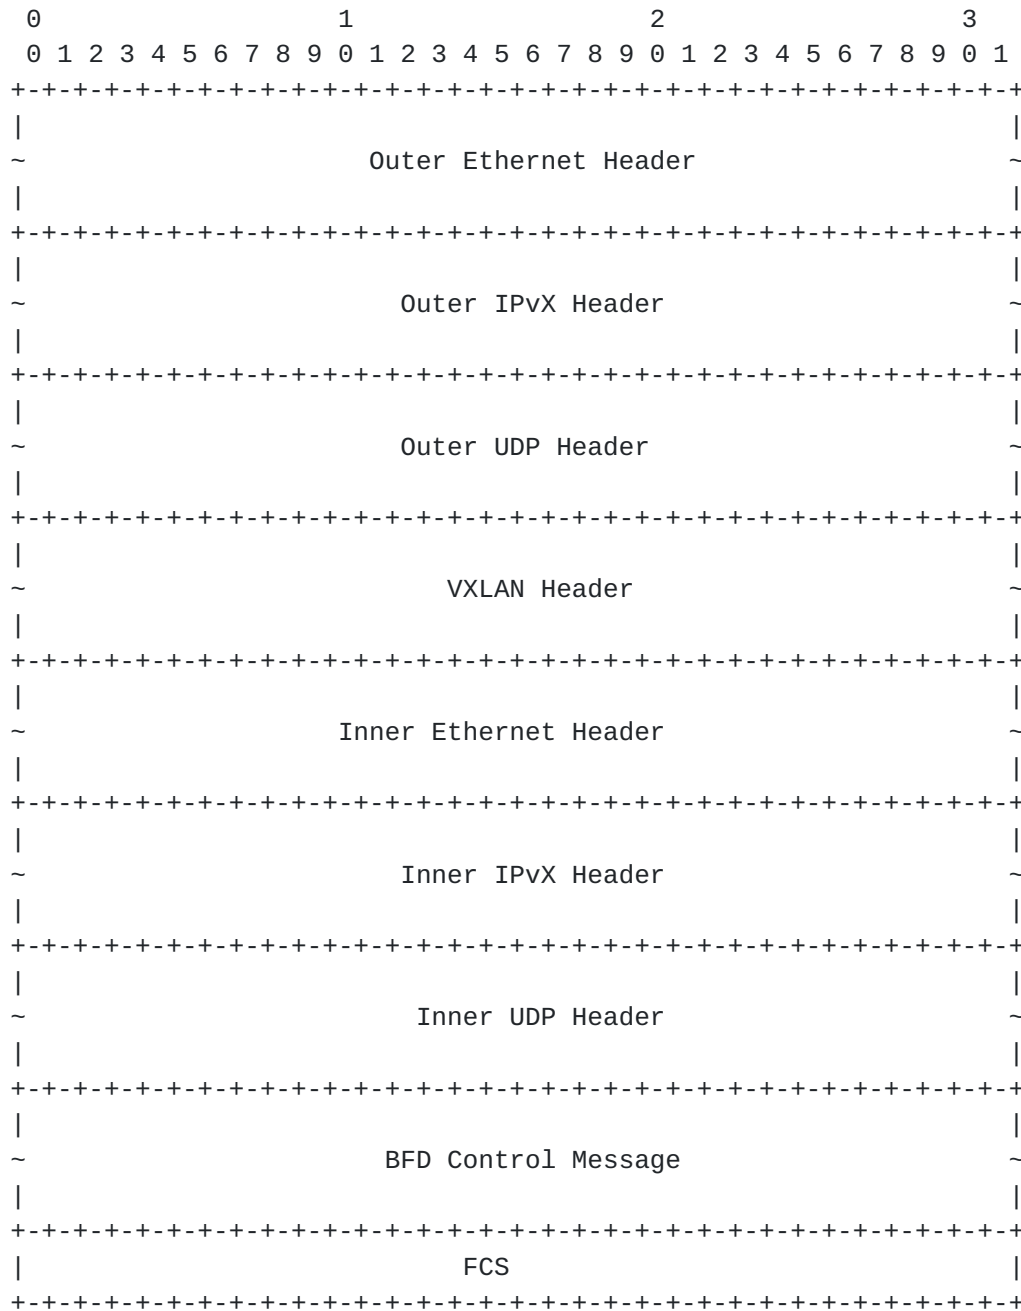 0                   1                   2                   3
 0 1 2 3 4 5 6 7 8 9 0 1 2 3 4 5 6 7 8 9 0 1 2 3 4 5 6 7 8 9 0 1
+-+-+-+-+-+-+-+-+-+-+-+-+-+-+-+-+-+-+-+-+-+-+-+-+-+-+-+-+-+-+-+-+
|                                                               |
~                      Outer Ethernet Header                    ~
|                                                               |
+-+-+-+-+-+-+-+-+-+-+-+-+-+-+-+-+-+-+-+-+-+-+-+-+-+-+-+-+-+-+-+-+
|                                                               |
~                        Outer IPvX Header                      ~
|                                                               |
+-+-+-+-+-+-+-+-+-+-+-+-+-+-+-+-+-+-+-+-+-+-+-+-+-+-+-+-+-+-+-+-+
|                                                               |
~                        Outer UDP Header                       ~
|                                                               |
+-+-+-+-+-+-+-+-+-+-+-+-+-+-+-+-+-+-+-+-+-+-+-+-+-+-+-+-+-+-+-+-+
|                                                               |
~                           VXLAN Header                        ~
|                                                               |
+-+-+-+-+-+-+-+-+-+-+-+-+-+-+-+-+-+-+-+-+-+-+-+-+-+-+-+-+-+-+-+-+
|                                                               |
~                    Inner Ethernet Header                      ~
|                                                               |
+-+-+-+-+-+-+-+-+-+-+-+-+-+-+-+-+-+-+-+-+-+-+-+-+-+-+-+-+-+-+-+-+
|                                                               |
~                        Inner IPvX Header                      ~
|                                                               |
+-+-+-+-+-+-+-+-+-+-+-+-+-+-+-+-+-+-+-+-+-+-+-+-+-+-+-+-+-+-+-+-+
|                                                               |
~                         Inner UDP Header                      ~
|                                                               |
+-+-+-+-+-+-+-+-+-+-+-+-+-+-+-+-+-+-+-+-+-+-+-+-+-+-+-+-+-+-+-+-+
|                                                               |
~                       BFD Control Message                     ~
|                                                               |
+-+-+-+-+-+-+-+-+-+-+-+-+-+-+-+-+-+-+-+-+-+-+-+-+-+-+-+-+-+-+-+-+
|                            FCS                                |
+-+-+-+-+-+-+-+-+-+-+-+-+-+-+-+-+-+-+-+-+-+-+-+-+-+-+-+-+-+-+-+-+